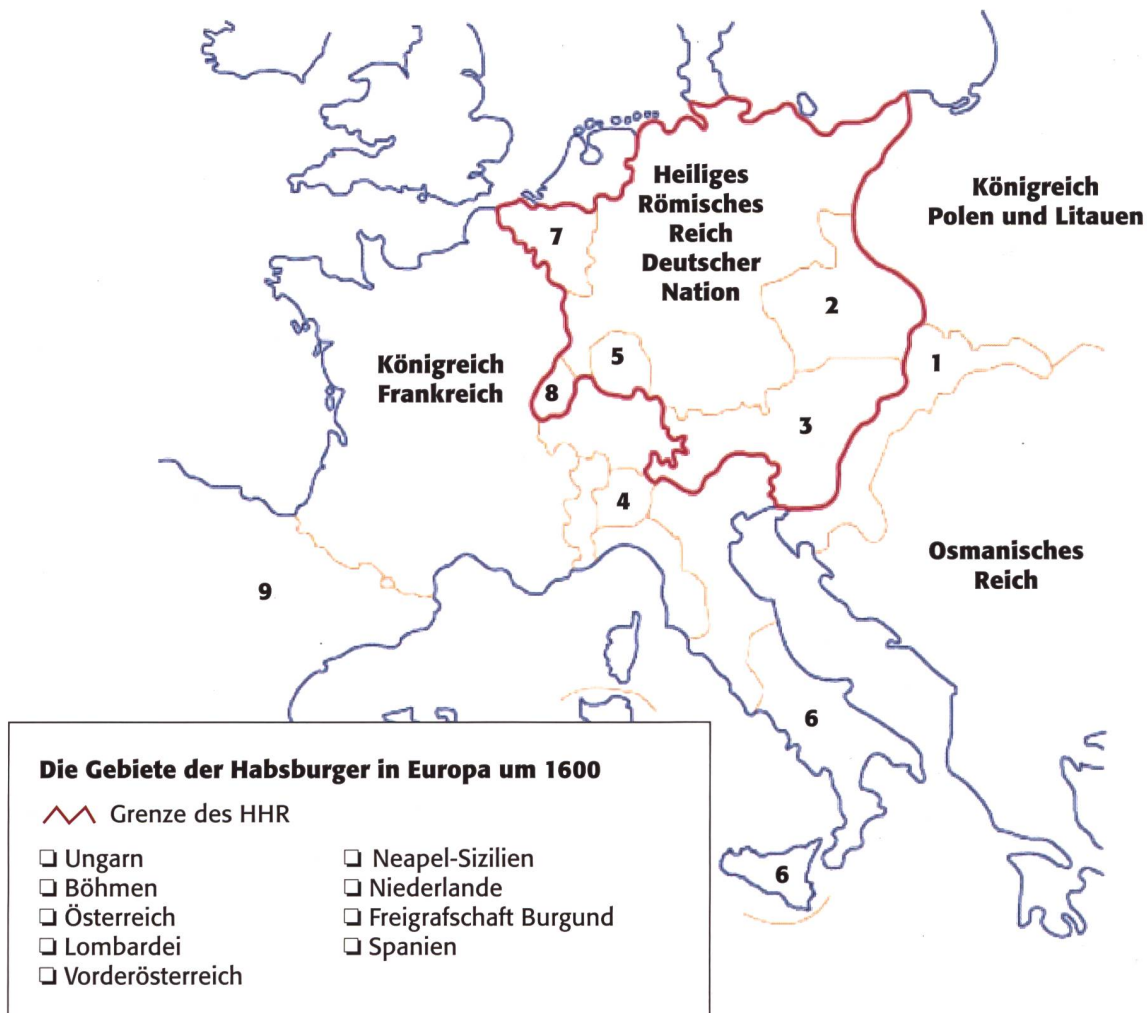 Heiliges
Römisches
Reich
Deutscher
Nation
Königreich
Polen und Litauen
7
2
1
5
Königreich
Frankreich
8
3
4
Osmanisches
Reich
9
6
6
Die Gebiete der Habsburger in Europa um 1600
Grenze des HHR
Ungarn
Böhmen
Österreich
Lombardei
Vorderösterreich
Neapel-Sizilien
Niederlande
Freigrafschaft Burgund
Spanien